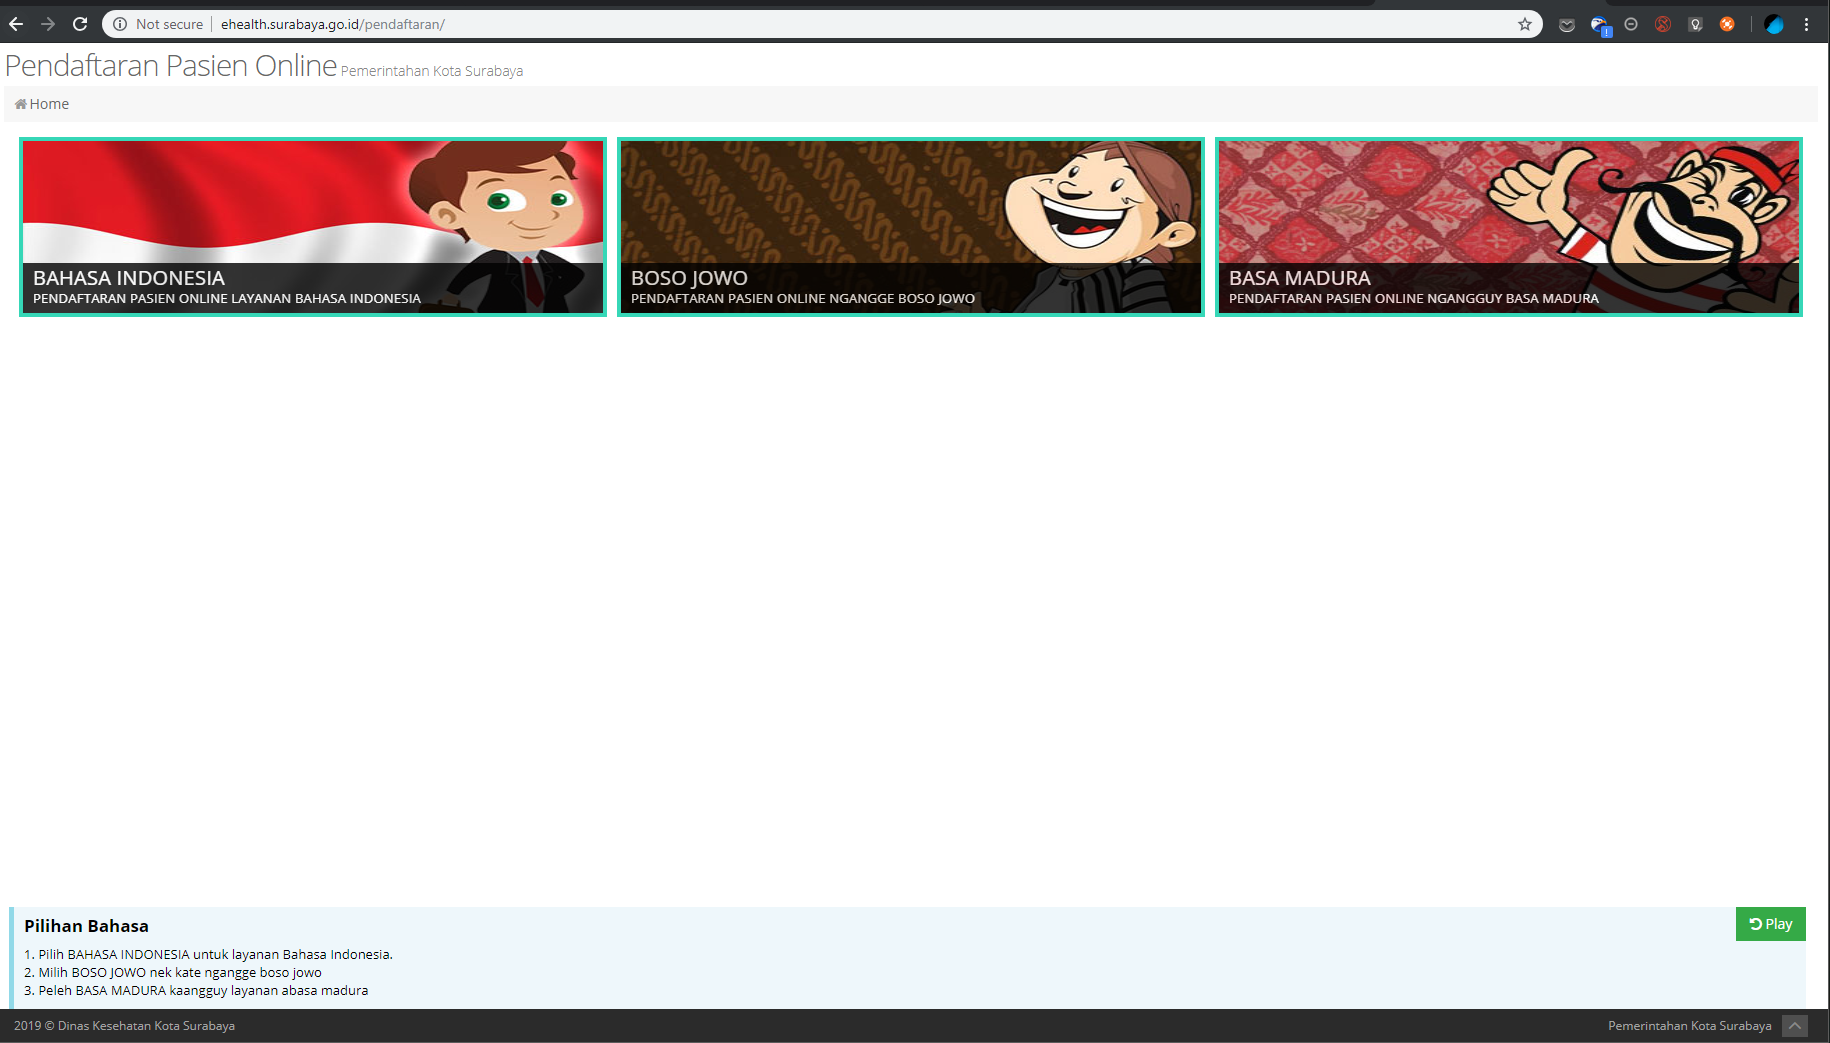 Not secure
ehealth.surabaya.go.id/pendaftaran/
Pendaftaran Pasien Online Pemerintahan Kota Surabaya
Home
BAHASA INDONESIA
PENDAFTARAN PASIEN ONLINE LAYANAN BAHASA INDONESIA
BOSO JOWO
PENDAFTARAN PASIEN ONLINE NGANGGE BOSO JOWO
BASA MADURA
PENDAFTARAN PASIEN ONLINE NGANGGUY BASA MADURA
Pilihan Bahasa
Play
1. Pilih BAHASA INDONESIA untuk layanan Bahasa Indonesia.
2. Milih BOSO JOWO nek kate ngangge boso jowo
3. Peleh BASA MADURA kaangguy layanan abasa madura
2019 © Dinas Kesehatan Kota Surabaya
Pemerintahan Kota Surabaya